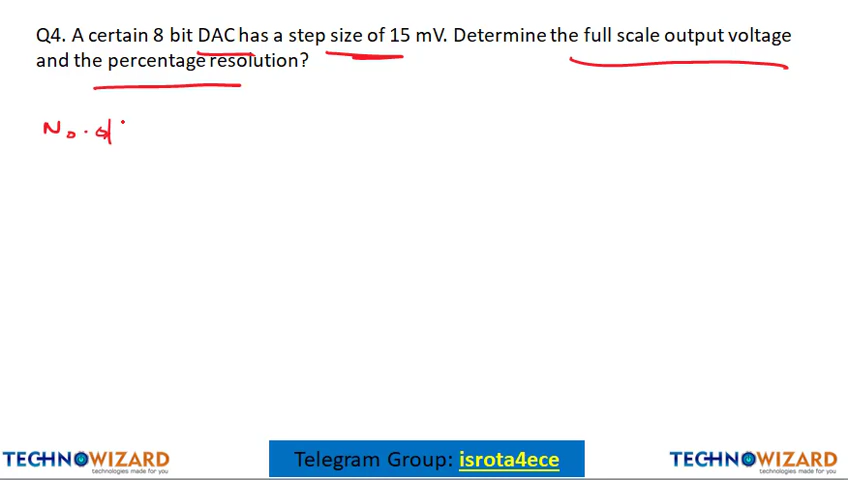 Q4. A certain 8 bit DAC has a step size of 15 mV. Determine the full scale output voltage
and the percentage resolution?
No. of
TECHNOWIZARD
technologies made for you
Telegram Group: isrota4ece
TECHNOWIZARD
technologies made for you